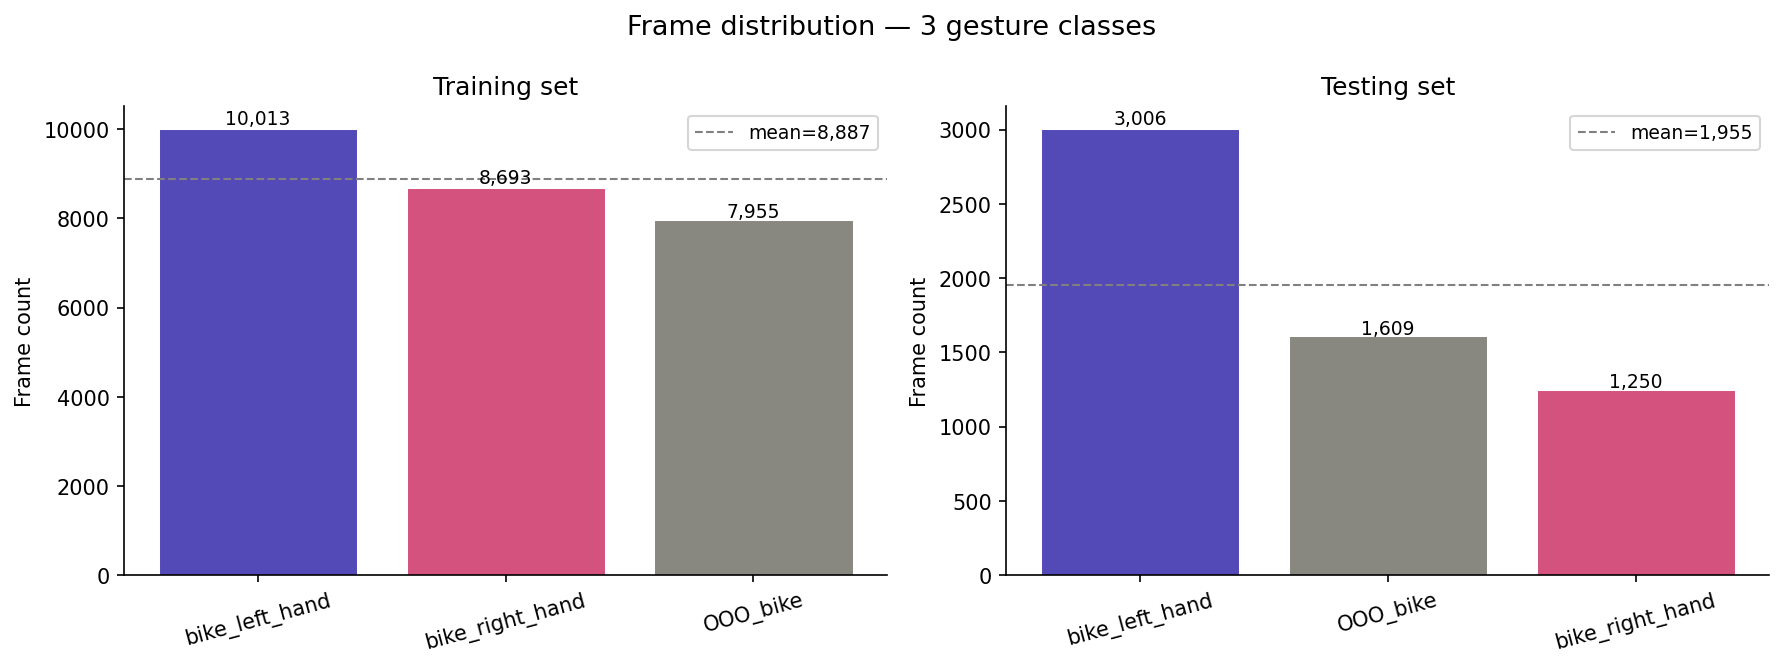 Frame distribution — 3 gesture classes
Training set
Frame count
10000
8000
6000
4000
2000
0
10,013
8,693
7,955
mean=8,887
bike_left_hand
bike_right_hand
OOO_bike
Testing set
Frame count
3000
2500
2000
1500
1000
500
0
3,006
1,609
1,250
mean=1,955
bike_left_hand
OOO_bike
bike_right_hand